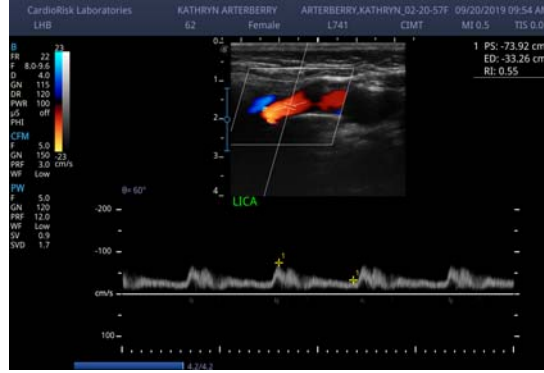 CardioRisk Laboratories KATHRYN ARTERBERRY ARTERBERRY,KATHRYN_02-20-57F 09/20/2019 09:54 AM
LHB 62 Female L741 CIMT MI 0.5 TIS 0.0
B
FR 22
F 8.0-9.6
D 4.0
GN 115
DR 120
PWR 100
µS off
PHI
CFM
F 5.0
GN 150
PRF 3.0
WF Low
PW
F 5.0
GN 120
PRF 12.0
WF Low
SV 0.9
SVD 1.7
23
-23
cm/s
0
1
2
3
4
1 PS: -73.92 cm
ED: -33.26 cm
RI: 0.55
θ= 60°
LICA
-200
-100
cm/s
100
1
1
4.2/4.2